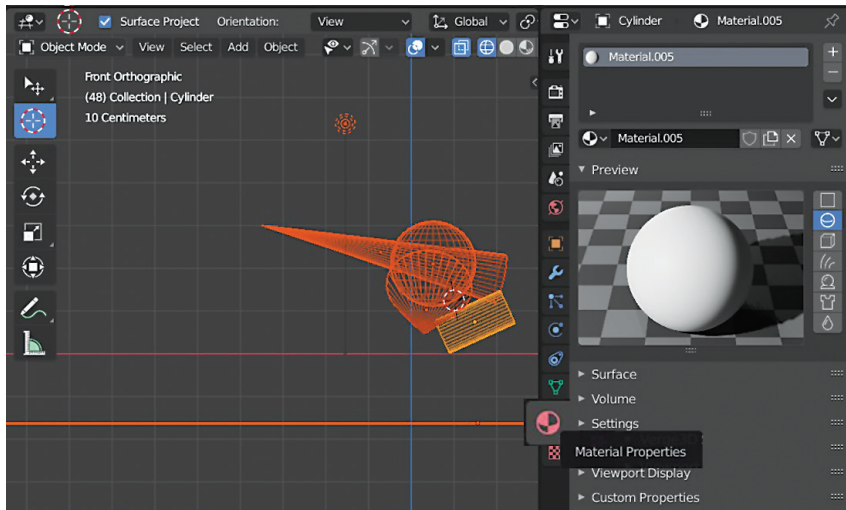 Surface Project Orientation: View Global
Object Mode View Select Add Object
Front Orthographic
(48) Collection | Cylinder
10 Centimeters
Cylinder Material.005
Material.005
Material.005
Preview
Surface
Volume
Settings
Material Properties
Viewport Display
Custom Properties